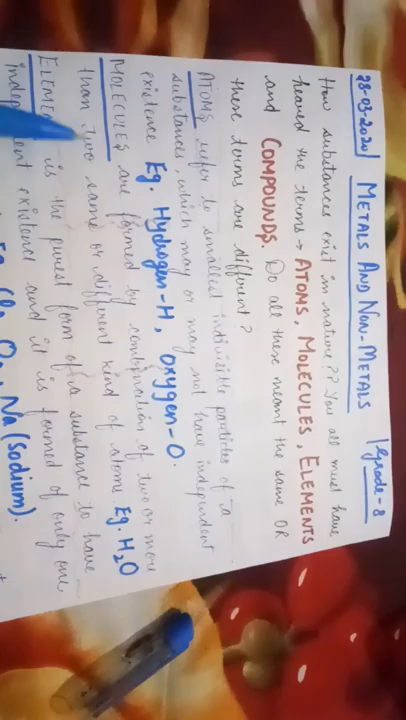 28-03-2020 METALS AND NON-METALS Grade-8
How substances exist in nature?? You all must have
heared the terms → ATOMS, MOLECULES, ELEMENTS
and COMPOUNDS. Do all these meant the same OR
these terms are different?
ATOMS refer to smallest indivisible particles of a
substances, which may or may not have independent
existence Eg. Hydrogen-H, Oxygen-O.
MOLECULES are formed by combination of two or more
than two same or different kind of atoms Eg. H2O
is the purest form of a substance to have
existence and it is formed of only one
Na (Sodium).